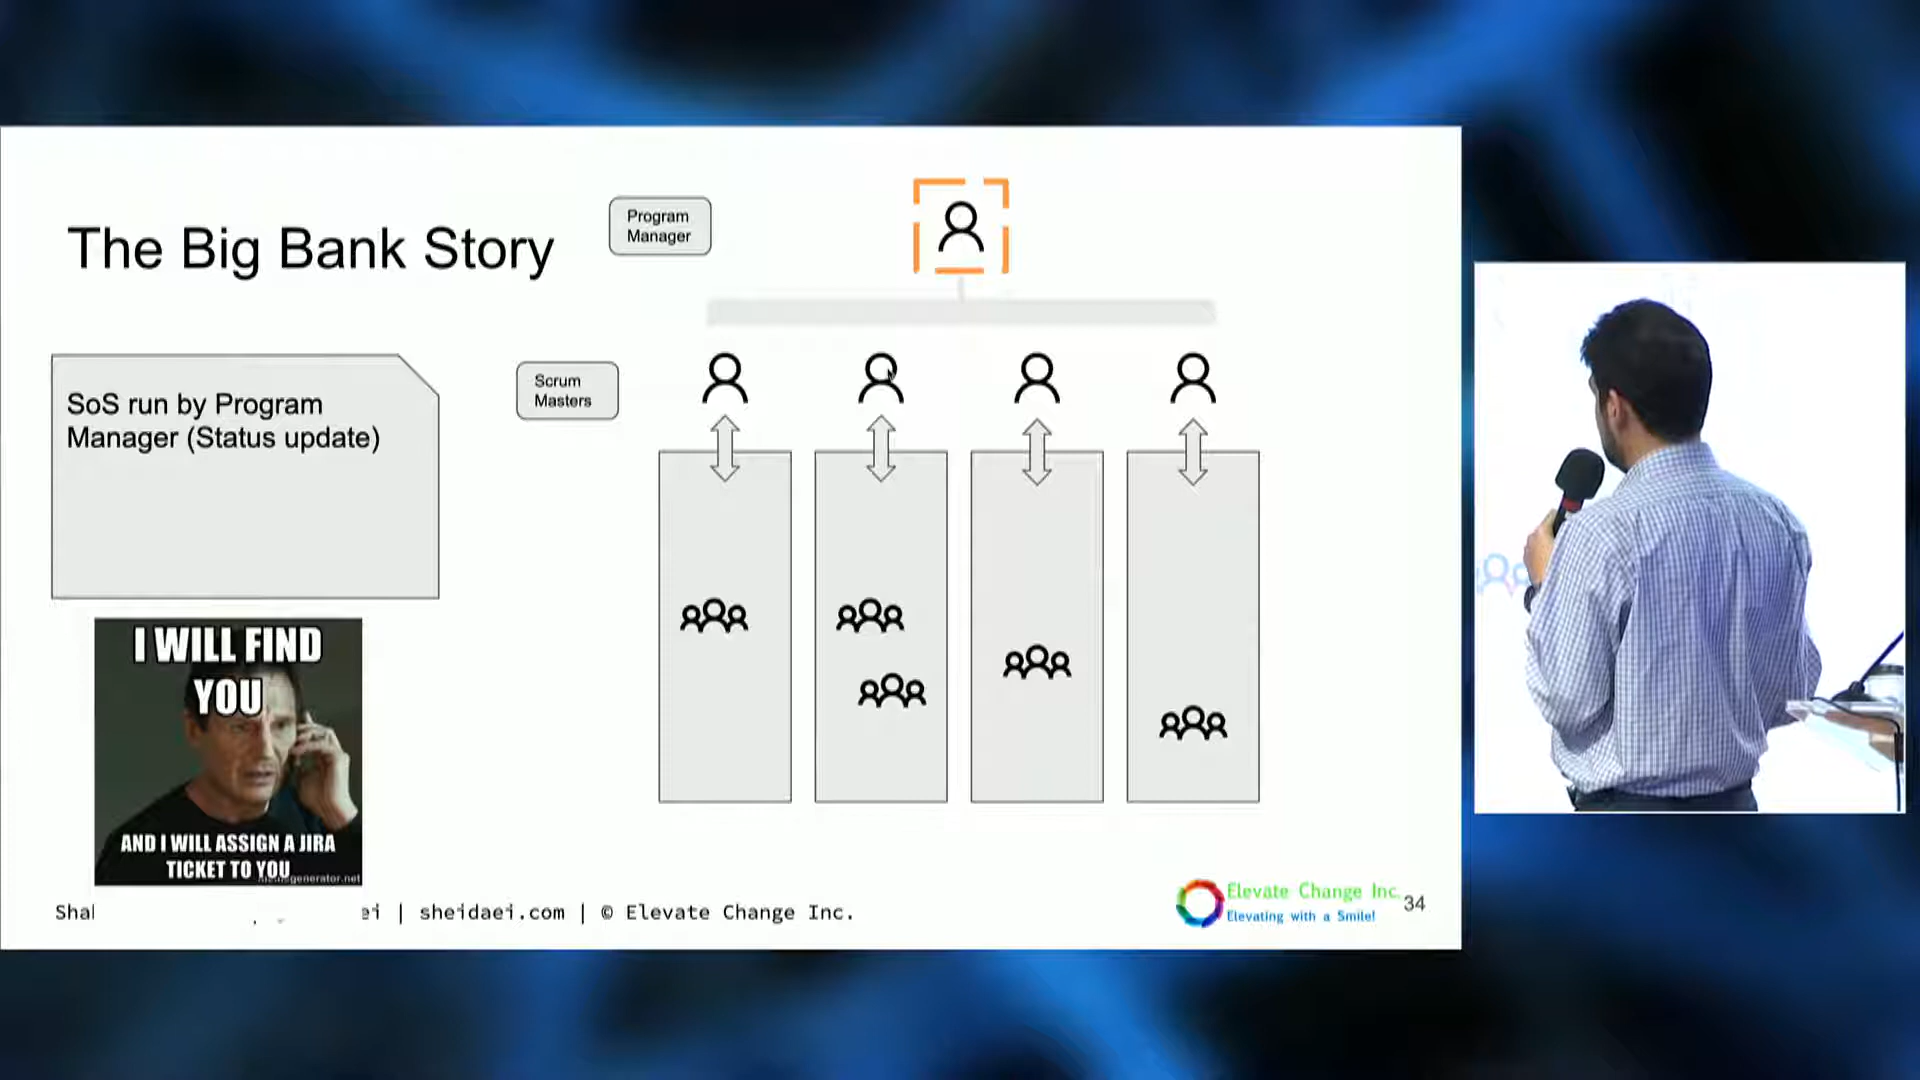 The Big Bank Story
Program
Manager
Scrum
Masters
SoS run by Program
Manager (Status update)
I WILL FIND
YOU
AND I WILL ASSIGN A JIRA
TICKET TO YOU
ei | sheidaei.com | © Elevate Change Inc.
Elevate Change Inc.
Elevating with a Smile!
34